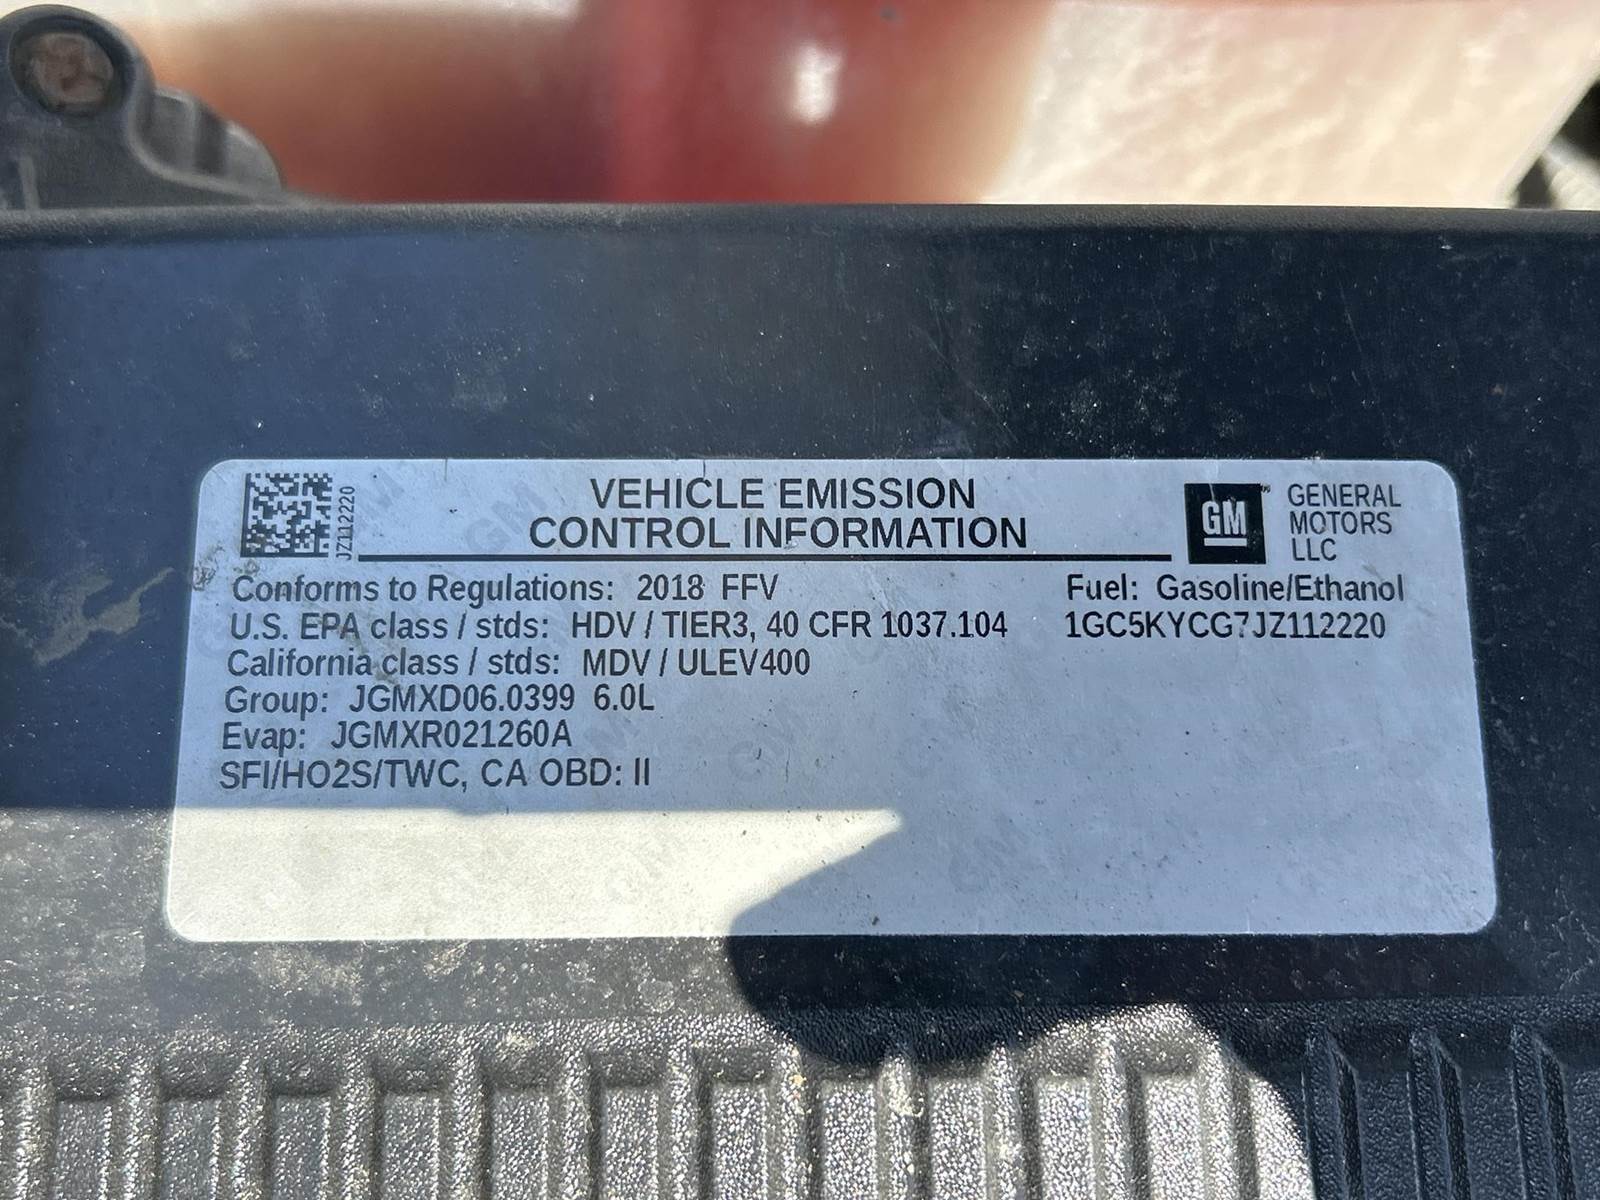 JZ112220
VEHICLE EMISSION
CONTROL INFORMATION
GM
GENERAL
MOTORS
LLC
Conforms to Regulations: 2018 FFV
Fuel: Gasoline/Ethanol
U.S. EPA class / stds: HDV / TIER3, 40 CFR 1037.104
1GC5KYCG7JZ112220
California class / stds: MDV / ULEV400
Group: JGMXD06.0399 6.0L
Evap: JGMXR021260A
SFI/HO2S/TWC, CA OBD: II